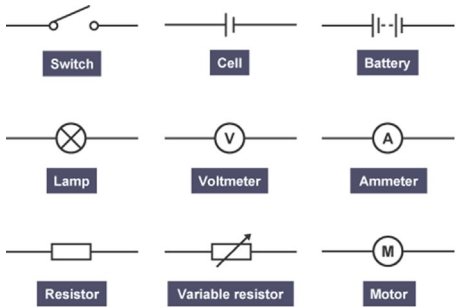 Switch
Cell
Battery
V
A
Lamp
Voltmeter
Ammeter
M
Resistor
Variable resistor
Motor